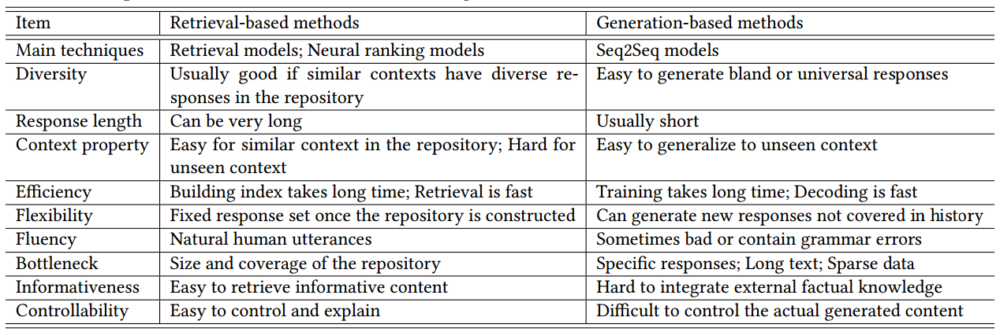 Item Retrieval-based methods Generation-based methods
Main techniques Retrieval models; Neural ranking models Seq2Seq models
Diversity Usually good if similar contexts have diverse re- Easy to generate bland or universal responses
sponses in the repository
Response length Can be very long Usually short
Context property Easy for similar context in the repository; Hard for Easy to generalize to unseen context
unseen context
Efficiency Building index takes long time; Retrieval is fast Training takes long time; Decoding is fast
Flexibility Fixed response set once the repository is constructed Can generate new responses not covered in history
Fluency Natural human utterances Sometimes bad or contain grammar errors
Bottleneck Size and coverage of the repository Specific responses; Long text; Sparse data
Informativeness Easy to retrieve informative content Hard to integrate external factual knowledge
Controllability Easy to control and explain Difficult to control the actual generated content